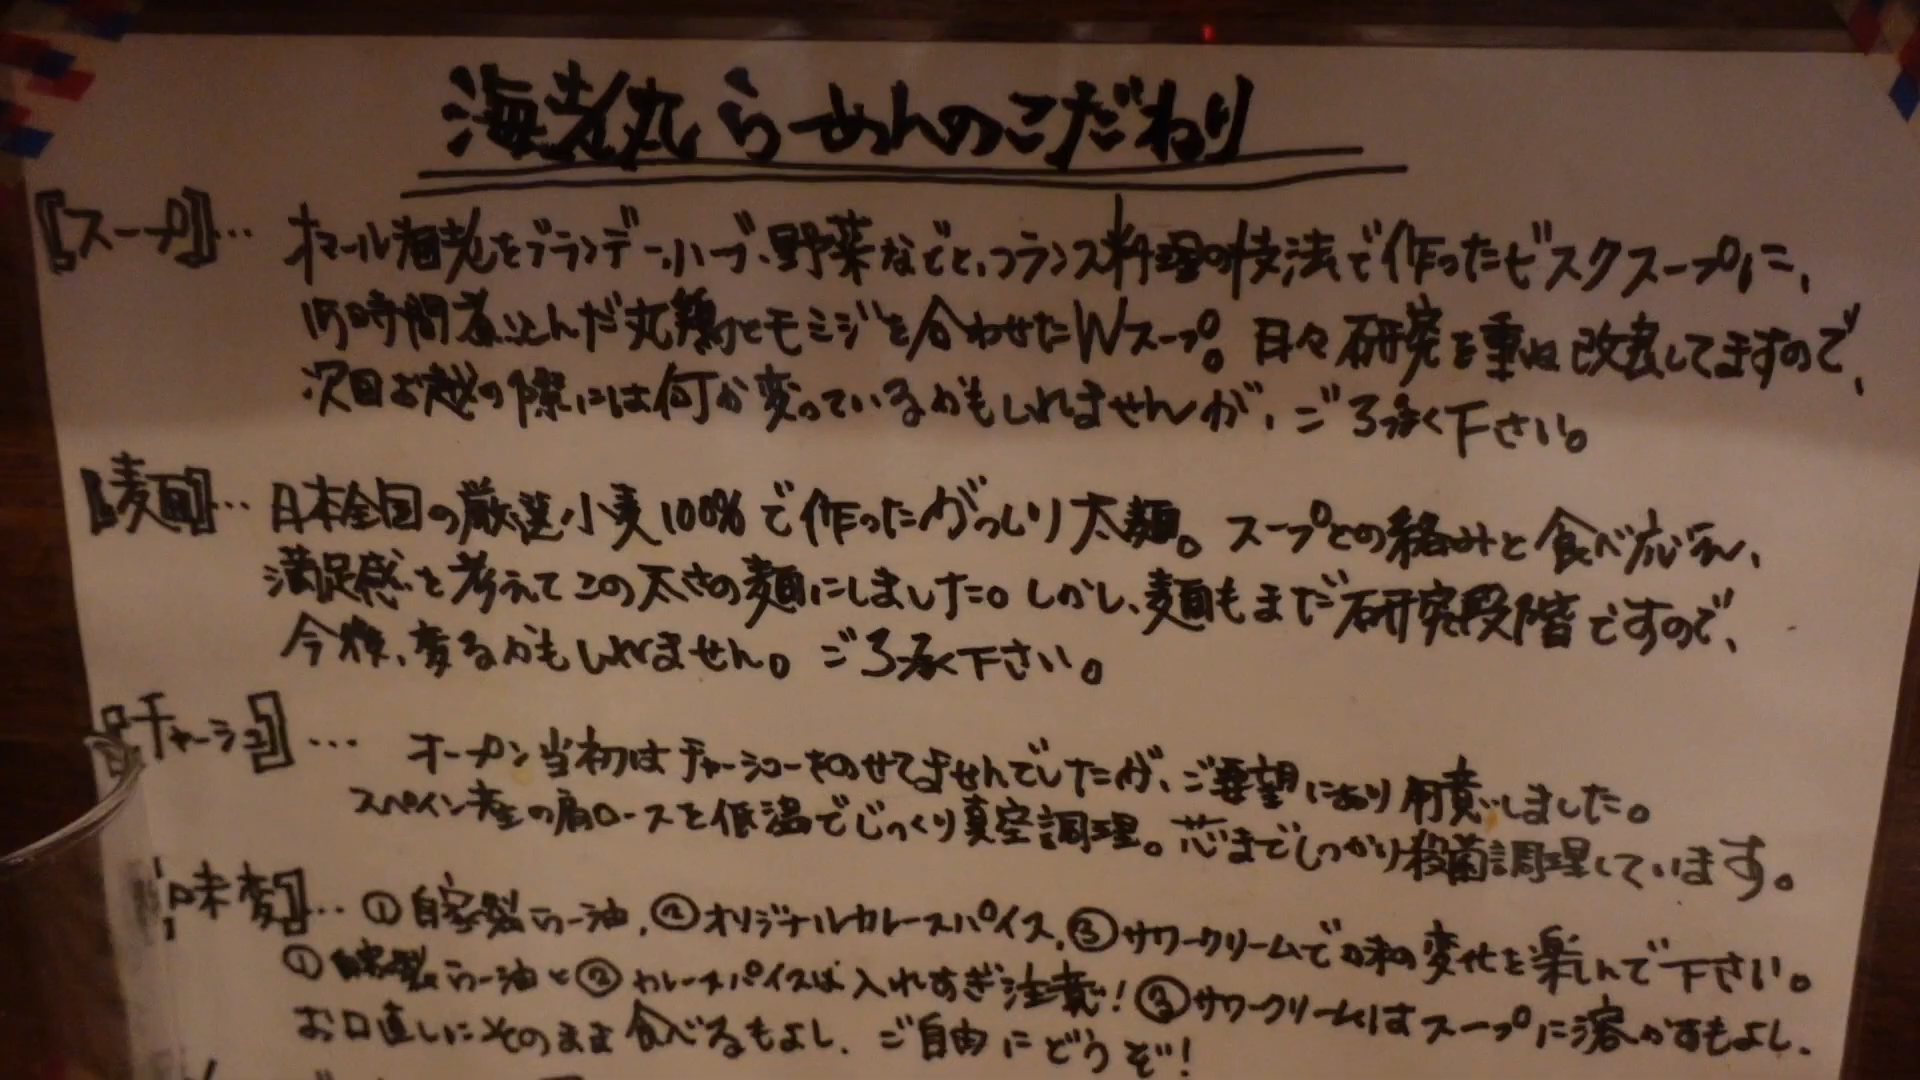 海老丸らーめんのこだわり
【スープ】… オマール海老をブランデー、ハーブ、野菜などと、フランス料理の技法で作ったビスクスープに、
15時間煮込んだ丸鶏とモミジを合わせたWスープ。日々研究を重ね改良してますので、
次回お越の際には何か変っているかもしれませんが、ご了承く下さい。
【麦麺】… 日本全国の厳選小麦100%で作ったがっしり太麺。スープとの絡みと食べ応え、
満足感を考えてこの太さの麺にしました。しかし、麺もまだ研究段階ですので、
今後、変るかもしれません。ご了承下さい。
【チャーシュー】… オープン当初はチャーシューをのせてませんでしたが、ご要望により用意しました。
スペイン産の肩ロースを低温でじっくり真空調理。芯までしっかり殺菌調理しています。
【味変】… ①自家製らー油、②オリジナルカレースパイス、③サワークリームで味の変化を楽しんで下さい。
①自家製らー油と②カレースパイスは入れすぎ注意!③サワークリームはスープに溶かすもよし、
お口直しにそのまま食べるもよし、ご自由にどうぞ!